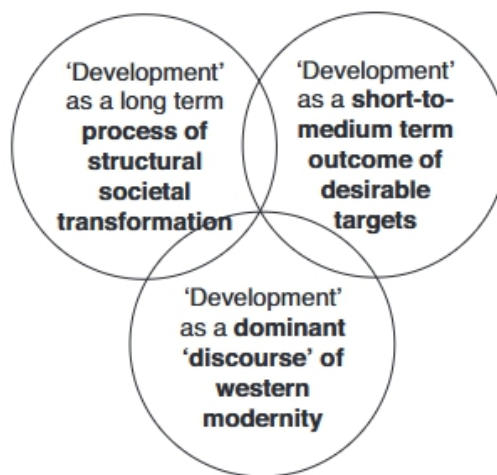 ‘Development’
as a long term
process of
structural
societal
transformation
‘Development’
as a short-to-
medium term
outcome of
desirable
targets
‘Development’
as a dominant
‘discourse’ of
western
modernity